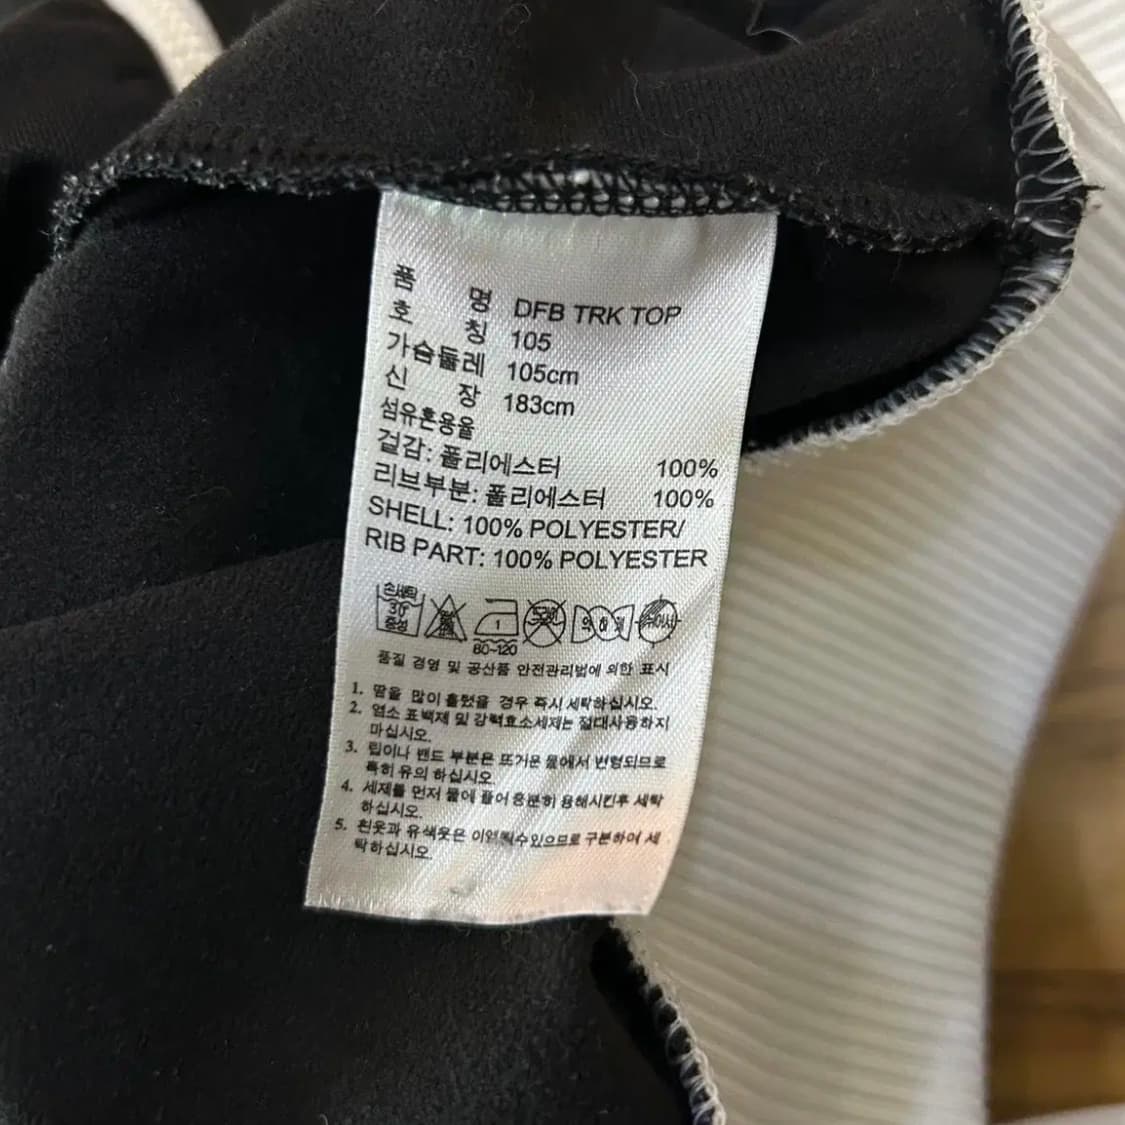 품 명 DFB TRK TOP
호 칭 105
가슴둘레 105cm
신 장 183cm
섬유혼용율
겉감: 폴리에스터 100%
리브부분: 폴리에스터 100%
SHELL: 100% POLYESTER/
RIB PART: 100% POLYESTER
손세탁
30°
중성
1
80~120
품질 경영 및 공산품 안전관리법에 의한 표시
1. 땀을 많이 흘렸을 경우 즉시 세탁하십시오.
2. 염소 표백제 및 강력효소세제는 절대사용하지
마십시오.
3. 립이나 밴드 부분은 뜨거운 물에서 변형되므로
특히 유의 하십시오.
4. 세제를 먼저 물에 풀어 충분히 용해시킨후 세탁
하십시오.
5. 흰옷과 유색옷은 이염될수있으므로 구분하여 세
탁하십시오.